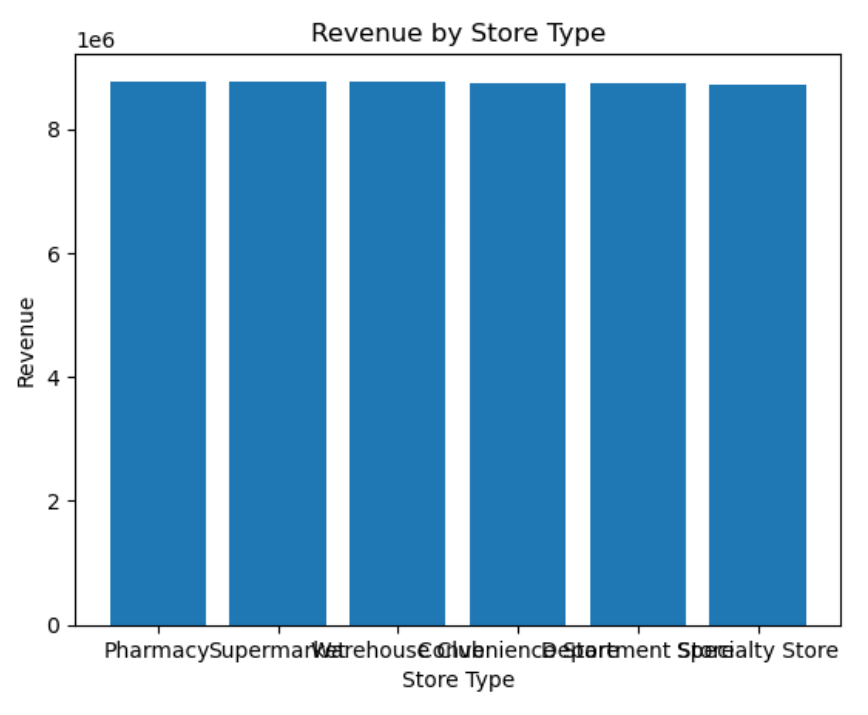 Revenue by Store Type
1e6
8
6
4
2
0
Revenue
Pharmacy Supermarket Warehouse Club Convenience Store Department Store Specialty Store
Store Type